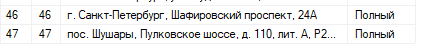 46 46 г. Санкт-Петербург, Шафировский проспект, 24А Полный
47 47 пос. Шушары, Пулковское шоссе, д. 110, лит. А, Р2... Полный